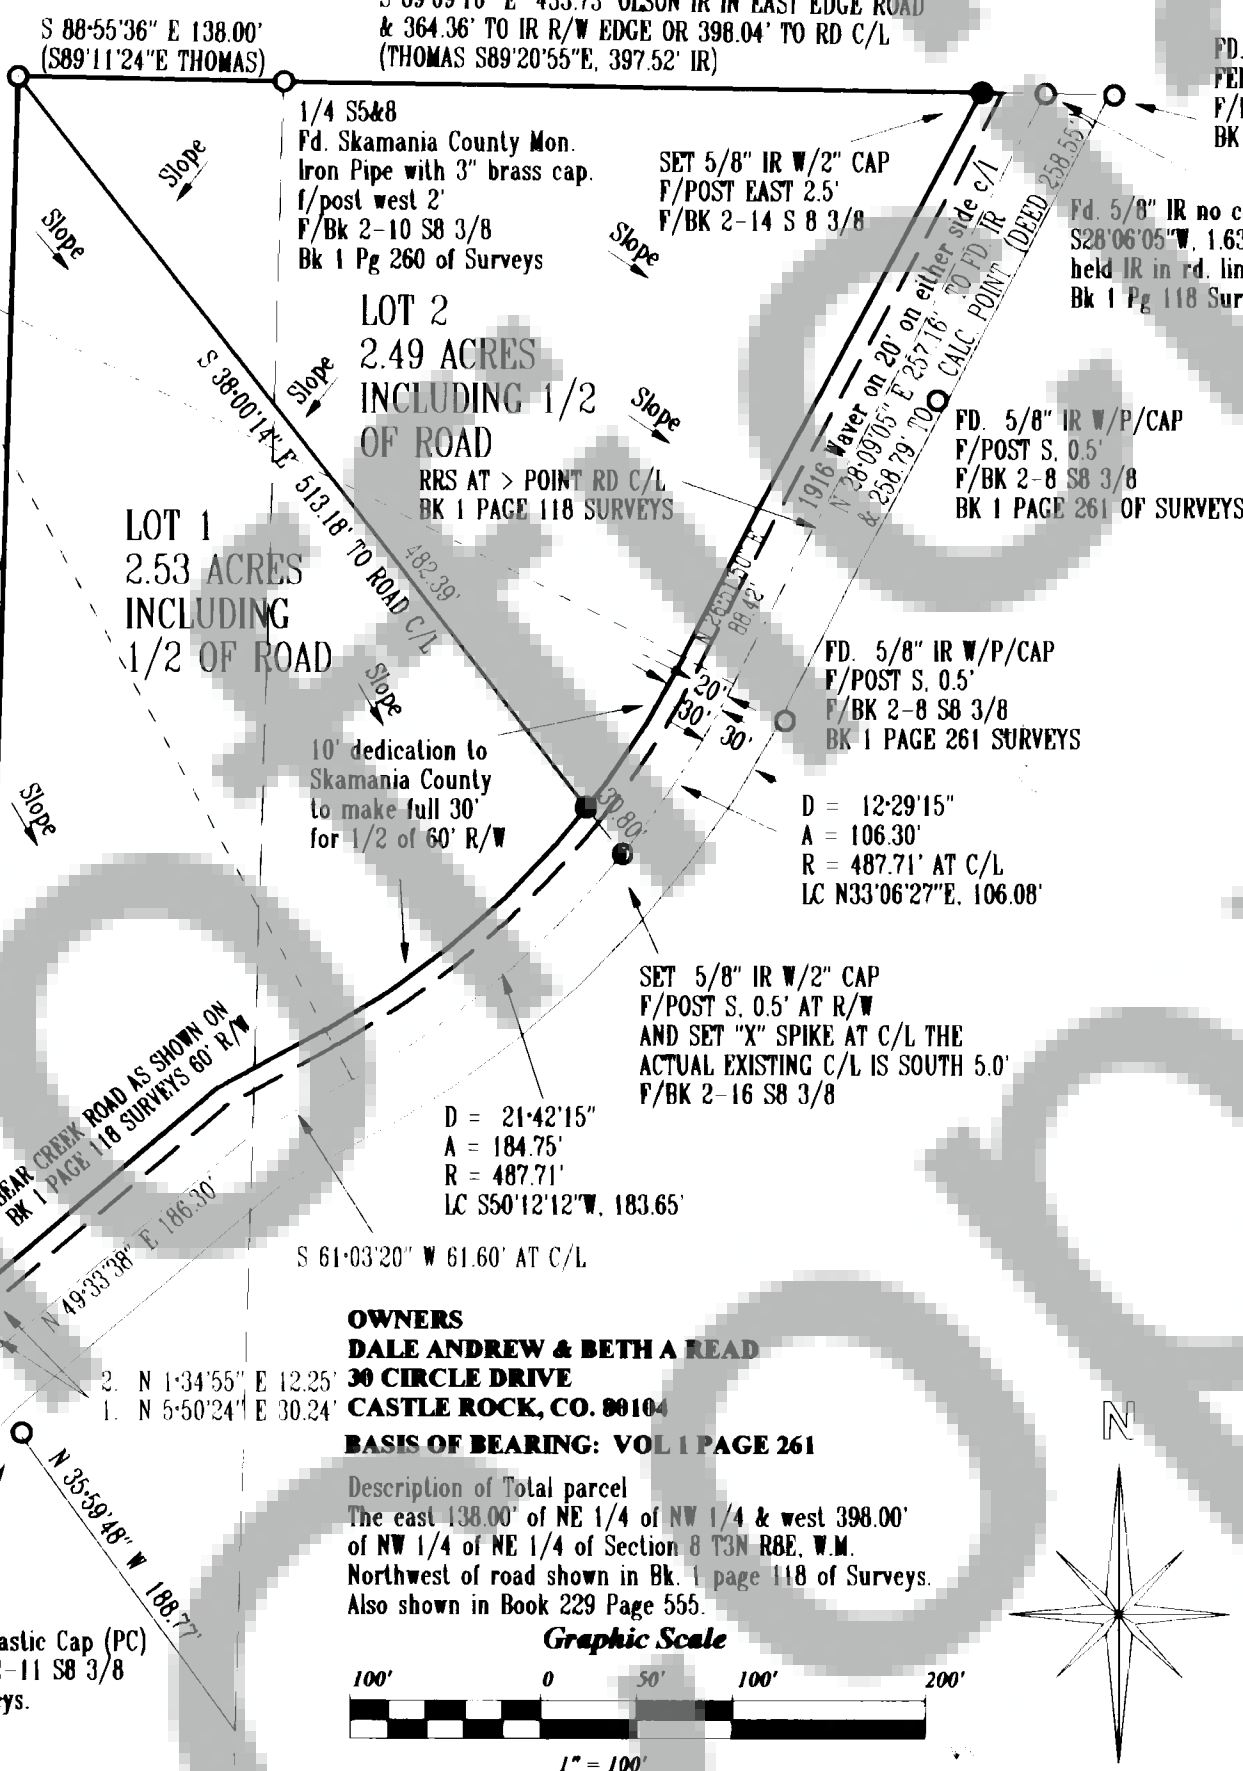 S 88·55'36" E 138.00'
(S89'11'24"E THOMAS)
& 364.36' TO IR R/W EDGE OR 398.04' TO RD C/L
(THOMAS S89'20'55"E, 397.52' IR)
FD.
BK
1/4 S5&8
Fd. Skamania County Mon.
Iron Pipe with 3" brass cap.
f/post west 2'
F/Bk 2-10 S8 3/8
Bk 1 Pg 260 of Surveys
SET 5/8" IR W/2" CAP
F/POST EAST 2.5'
F/BK 2-14 S 8 3/8
Fd. 5/8" IR no c
S28'06'05"W, 1.63
held IR in rd. lin
Bk 1 Pg 118 Sur
Slope
Slope
Slope
Slope
Slope
Slope
Slope
LOT 2
2.49 ACRES
INCLUDING 1/2
OF ROAD
RRS AT > POINT RD C/L
BK 1 PAGE 118 SURVEYS
1916 Waver on 20' on either side c/l
N 28·09'05" E 257.16' TO FD. IR
& 258.79' TO CALC POINT (DEED 258.55')
FD. 5/8" IR W/P/CAP
F/POST S, 0.5'
F/BK 2-8 S8 3/8
BK 1 PAGE 261 OF SURVEYS
S 38·00'14" E 513.18' TO ROAD C/L
482.39'
LOT 1
2.53 ACRES
INCLUDING
1/2 OF ROAD
N 26·51'50" E
88.42'
20'
30'
30'
30.80'
FD. 5/8" IR W/P/CAP
F/POST S, 0.5'
F/BK 2-8 S8 3/8
BK 1 PAGE 261 SURVEYS
10' dedication to
Skamania County
to make full 30'
for 1/2 of 60' R/W
D = 12·29'15"
A = 106.30'
R = 487.71' AT C/L
LC N33'06'27"E, 106.08'
SET 5/8" IR W/2" CAP
F/POST S, 0.5' AT R/W
AND SET "X" SPIKE AT C/L THE
ACTUAL EXISTING C/L IS SOUTH 5.0'
F/BK 2-16 S8 3/8
BEAR CREEK ROAD AS SHOWN ON
BK 1 PAGE 118 SURVEYS 60' R/W
D = 21·42'15"
A = 184.75'
R = 487.71'
LC S50'12'12"W, 183.65'
N 49·33'38" E 186.30'
S 61·03'20" W 61.60' AT C/L
OWNERS
DALE ANDREW & BETH A READ
30 CIRCLE DRIVE
CASTLE ROCK, CO. 80104
2. N 1·34'55" E 12.25'
1. N 5·50'24" E 30.24'
BASIS OF BEARING: VOL 1 PAGE 261
N 35·59'48" W 188.77'
Description of Total parcel
The east 138.00' of NE 1/4 of NW 1/4 & west 398.00'
of NW 1/4 of NE 1/4 of Section 8 T3N R8E, W.M.
Northwest of road shown in Bk. 1 page 118 of Surveys.
Also shown in Book 229 Page 555.
astic Cap (PC)
-11 S8 3/8
ys.
N
Graphic Scale
100' 0 50' 100' 200'
1" = 100'